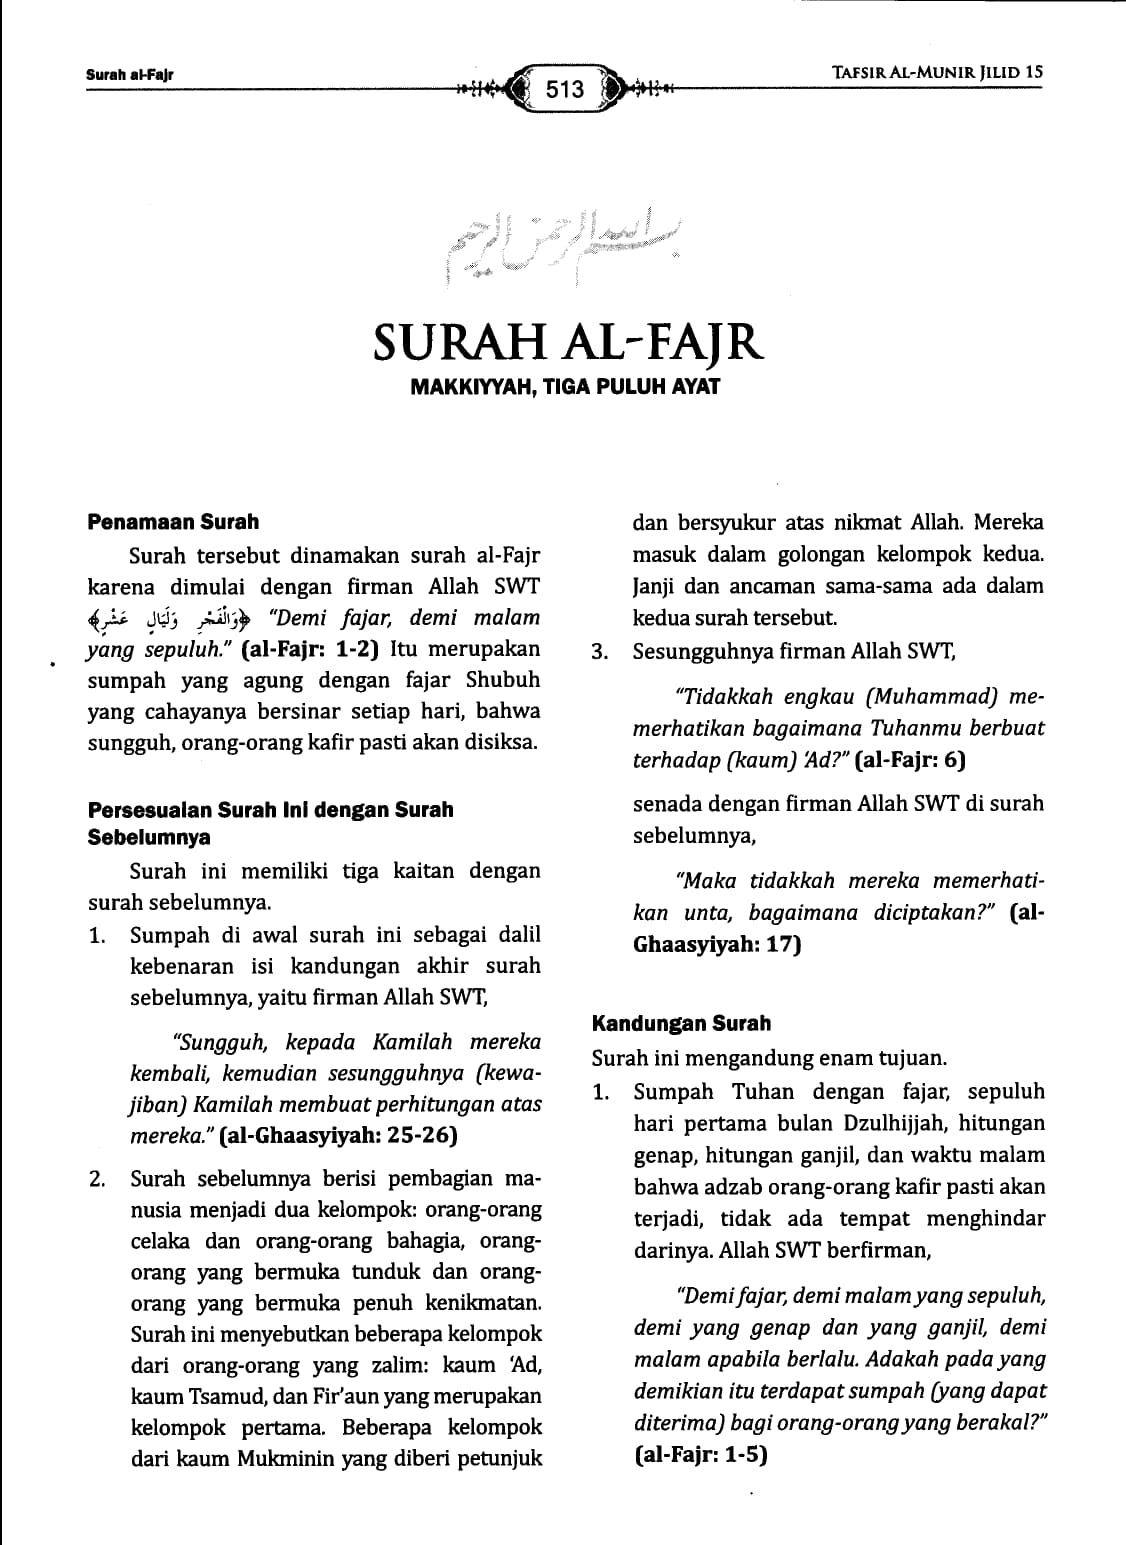 Surah al-Fajr
513
TAFSIR AL-MUNIR JILID 15
بسم الله الرحمن الرحيم
SURAH AL-FAJR
MAKKIYYAH, TIGA PULUH AYAT
Penamaan Surah
Surah tersebut dinamakan surah al-Fajr
karena dimulai dengan firman Allah SWT
﴿وَالْفَجْرِ وَلَيَالٍ عَشْرٍ﴾ “Demi fajar, demi malam
yang sepuluh.” (al-Fajr: 1-2) Itu merupakan
sumpah yang agung dengan fajar Shubuh
yang cahayanya bersinar setiap hari, bahwa
sungguh, orang-orang kafir pasti akan disiksa.
Persesuaian Surah Ini dengan Surah
Sebelumnya
Surah ini memiliki tiga kaitan dengan
surah sebelumnya.
1. Sumpah di awal surah ini sebagai dalil
kebenaran isi kandungan akhir surah
sebelumnya, yaitu firman Allah SWT,
“Sungguh, kepada Kamilah mereka
kembali, kemudian sesungguhnya (kewa-
jiban) Kamilah membuat perhitungan atas
mereka.” (al-Ghaasyiyah: 25-26)
2. Surah sebelumnya berisi pembagian ma-
nusia menjadi dua kelompok: orang-orang
celaka dan orang-orang bahagia, orang-
orang yang bermuka tunduk dan orang-
orang yang bermuka penuh kenikmatan.
Surah ini menyebutkan beberapa kelompok
dari orang-orang yang zalim: kaum ‘Ad,
kaum Tsamud, dan Fir’aun yang merupakan
kelompok pertama. Beberapa kelompok
dari kaum Mukminin yang diberi petunjuk
dan bersyukur atas nikmat Allah. Mereka
masuk dalam golongan kelompok kedua.
Janji dan ancaman sama-sama ada dalam
kedua surah tersebut.
3. Sesungguhnya firman Allah SWT,
“Tidakkah engkau (Muhammad) me-
merhatikan bagaimana Tuhanmu berbuat
terhadap (kaum) ‘Ad?” (al-Fajr: 6)
senada dengan firman Allah SWT di surah
sebelumnya,
“Maka tidakkah mereka memerhati-
kan unta, bagaimana diciptakan?” (al-
Ghaasyiyah: 17)
Kandungan Surah
Surah ini mengandung enam tujuan.
1. Sumpah Tuhan dengan fajar, sepuluh
hari pertama bulan Dzulhijjah, hitungan
genap, hitungan ganjil, dan waktu malam
bahwa adzab orang-orang kafir pasti akan
terjadi, tidak ada tempat menghindar
darinya. Allah SWT berfirman,
“Demi fajar, demi malam yang sepuluh,
demi yang genap dan yang ganjil, demi
malam apabila berlalu. Adakah pada yang
demikian itu terdapat sumpah (yang dapat
diterima) bagi orang-orang yang berakal?”
(al-Fajr: 1-5)